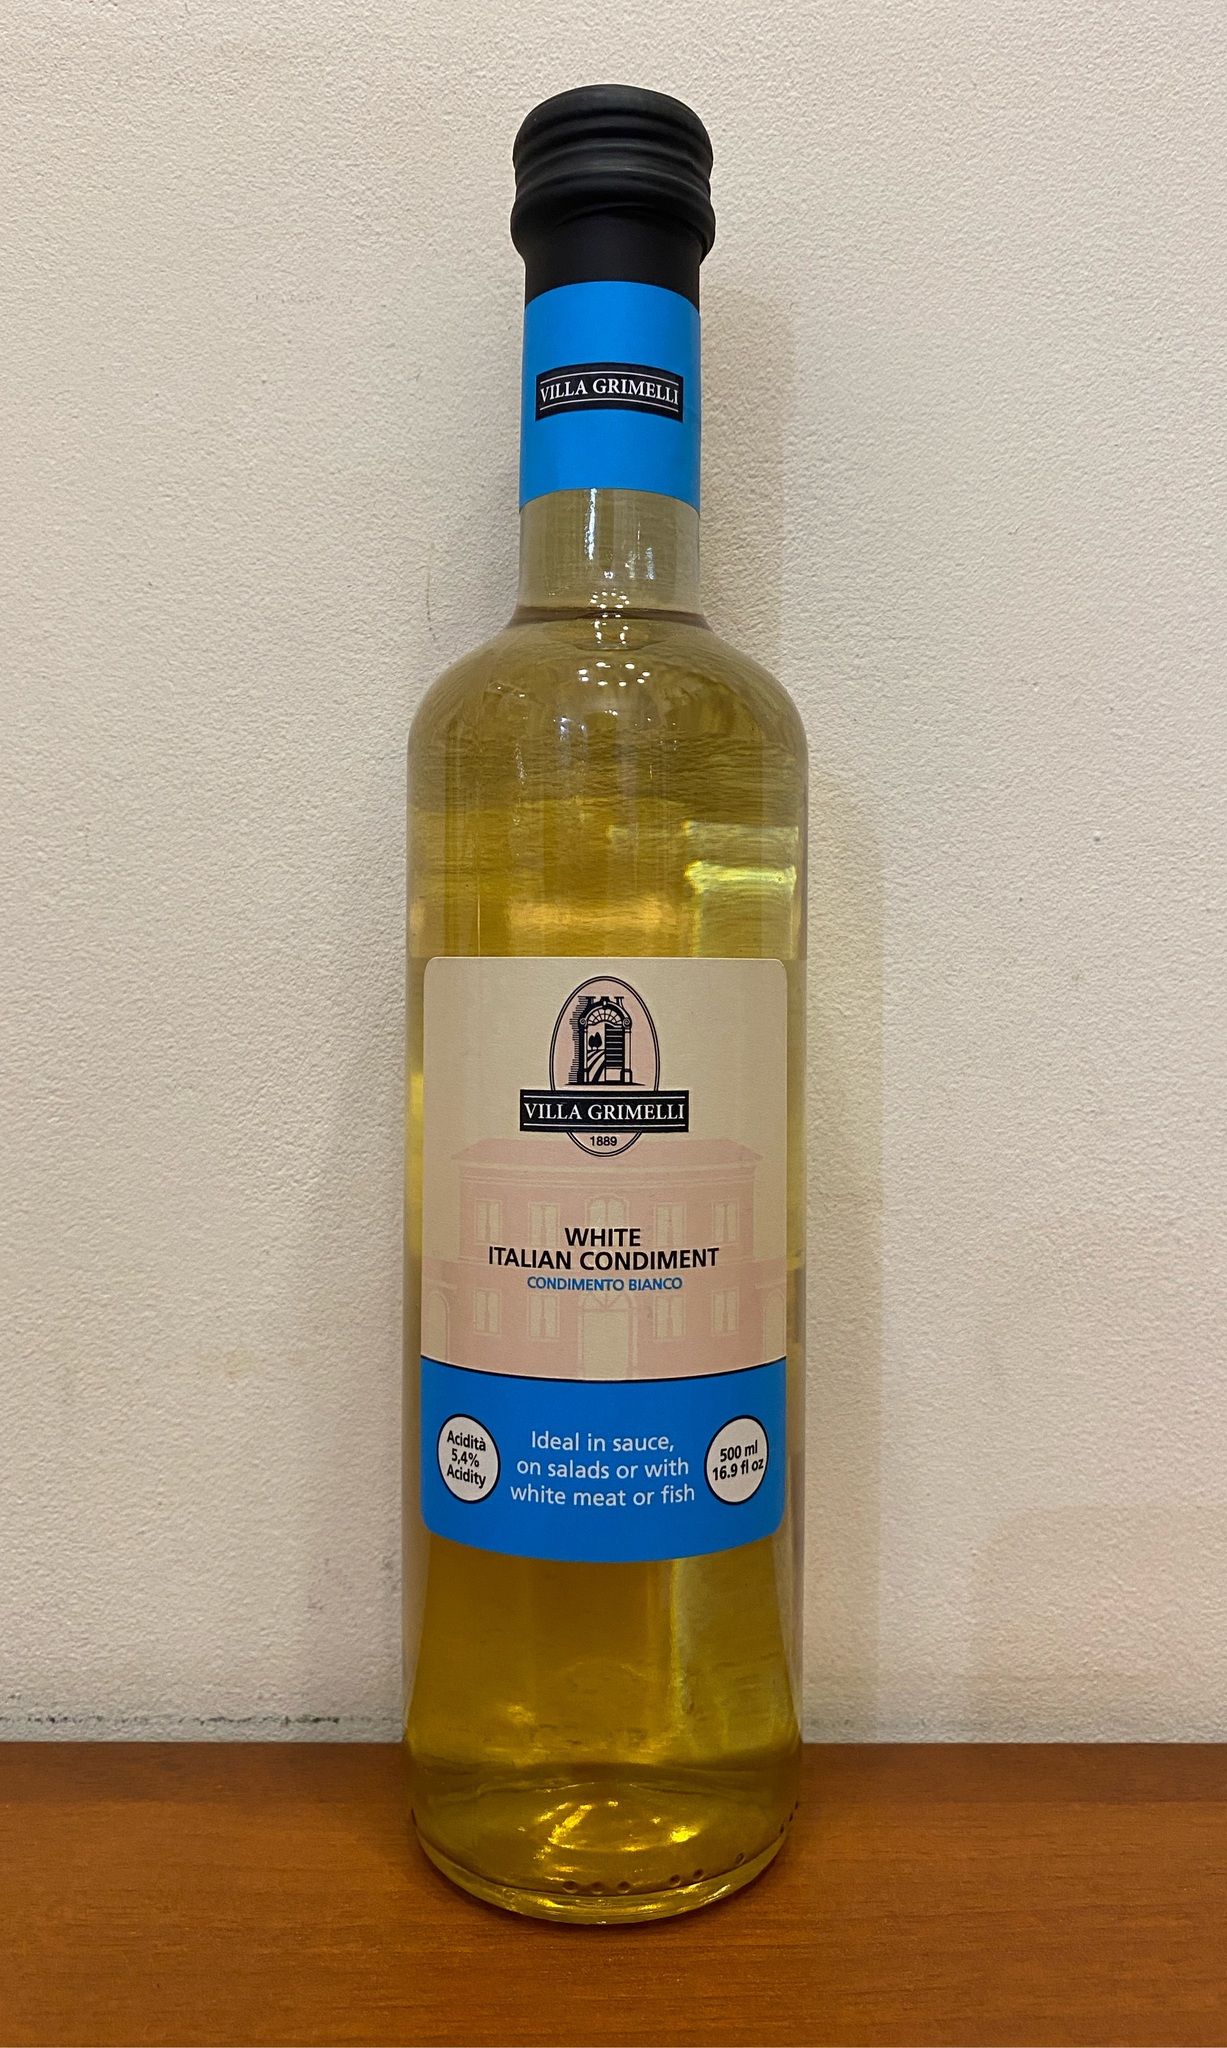 VILLA GRIMELLI
VILLA GRIMELLI
1889
WHITE
ITALIAN CONDIMENT
CONDIMENTO BIANCO
Acidità
5,4%
Acidity
Ideal in sauce,
on salads or with
white meat or fish
500 ml
16.9 fl oz